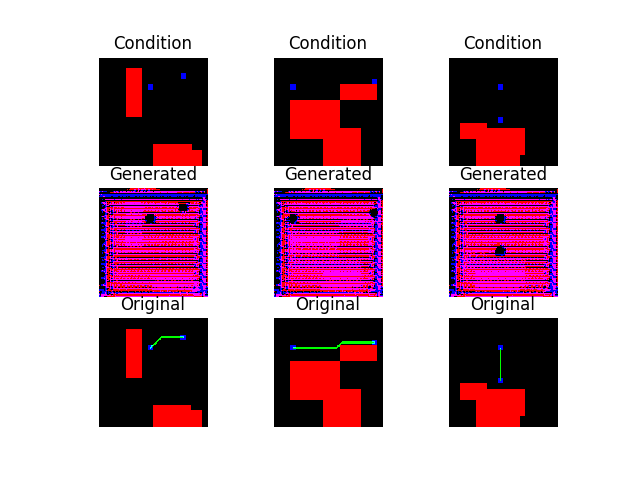 Condition Condition Condition
Generated Generated Generated
Original Original Original